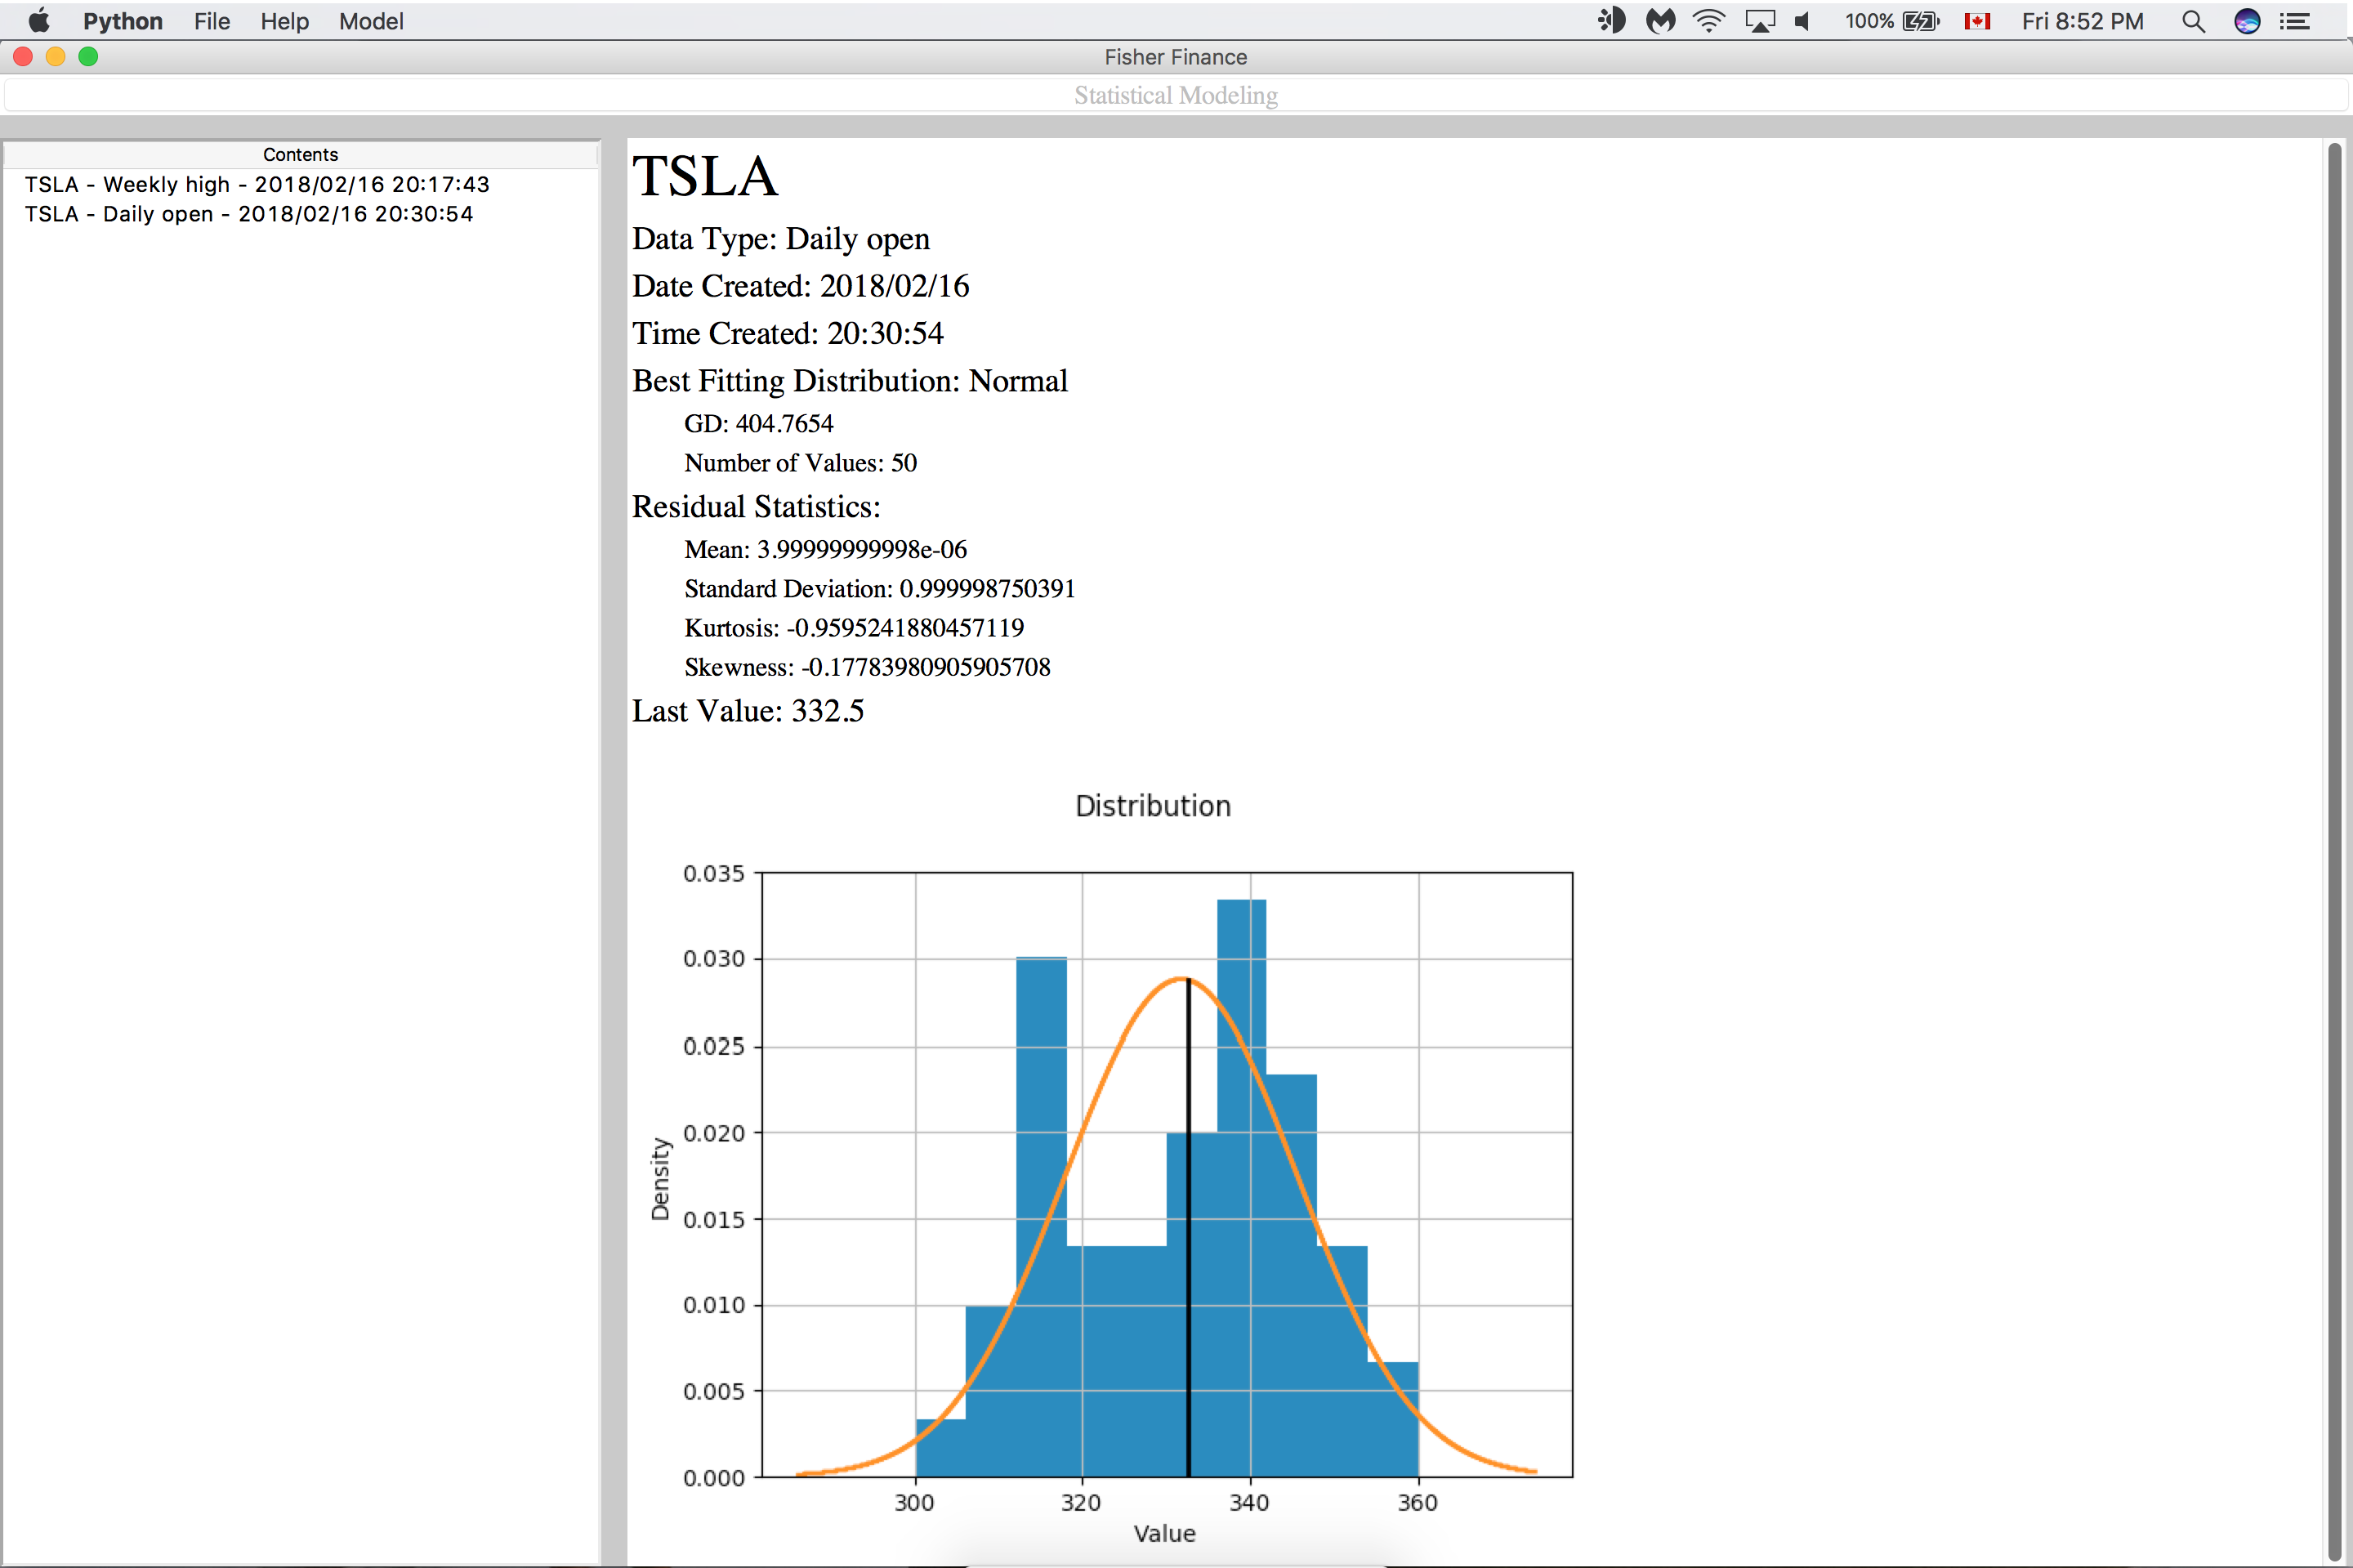 Python File Help Model 100% Fri 8:52 PM
Fisher Finance
Statistical Modeling
Contents
TSLA - Weekly high - 2018/02/16 20:17:43
TSLA - Daily open - 2018/02/16 20:30:54
TSLA
Data Type: Daily open
Date Created: 2018/02/16
Time Created: 20:30:54
Best Fitting Distribution: Normal
GD: 404.7654
Number of Values: 50
Residual Statistics:
Mean: 3.99999999998e-06
Standard Deviation: 0.999998750391
Kurtosis: -0.9595241880457119
Skewness: -0.17783980905905708
Last Value: 332.5
Distribution
0.035
0.030
0.025
0.020
0.015
0.010
0.005
0.000
Density
300 320 340 360
Value